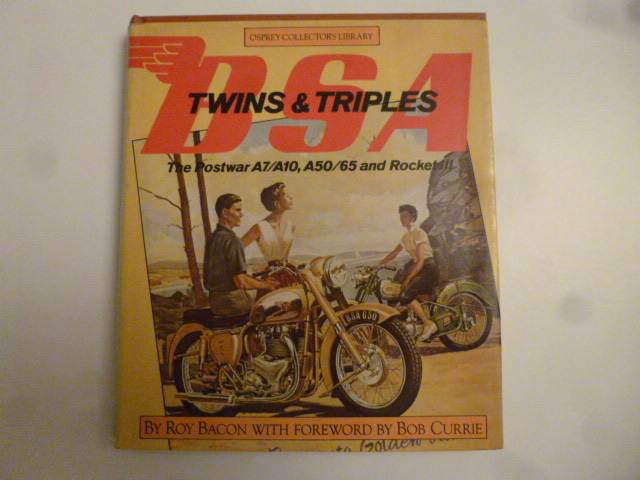 OSPREY COLLECTOR'S LIBRARY
BSA
TWINS & TRIPLES
The Postwar A7/A10, A50/65 and Rocket III
BSA 650
BY ROY BACON WITH FOREWORD BY BOB CURRIE
Golden